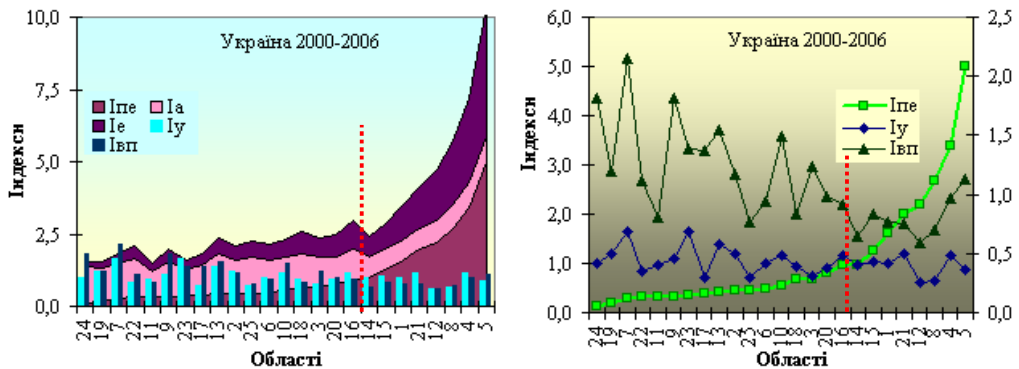 10,0
7,5
5,0
2,5
0,0
Індекси
Україна 2000-2006
Іпе Іа
Іе Іу
Івп
24 19 7 22 11 9 23 17 13 2 25 6 10 18 3 20 16 14 15 1 21 12 8 4 5
Області
6,0
5,0
4,0
3,0
2,0
1,0
0,0
Індекси
Україна 2000-2006
Іпе
Іу
Івп
2,5
2,0
1,5
1,0
0,5
0,0
24 19 7 22 11 9 23 17 13 2 25 6 10 18 3 20 16 14 15 1 21 12 8 4 5
Області